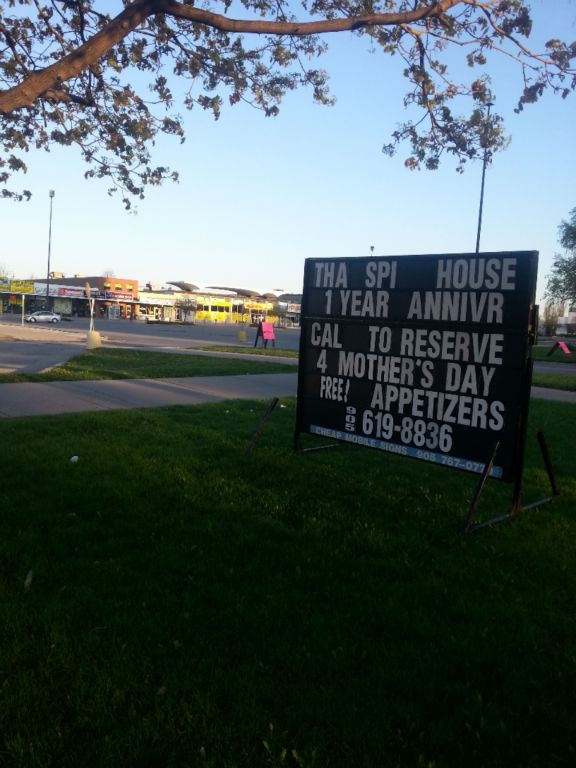 THA SPI HOUSE
1 YEAR ANNIVR
CAL TO RESERVE
4 MOTHER'S DAY
FREE! APPETIZERS
905 619-8836
CHEAP MOBILE SIGNS 905 767-077